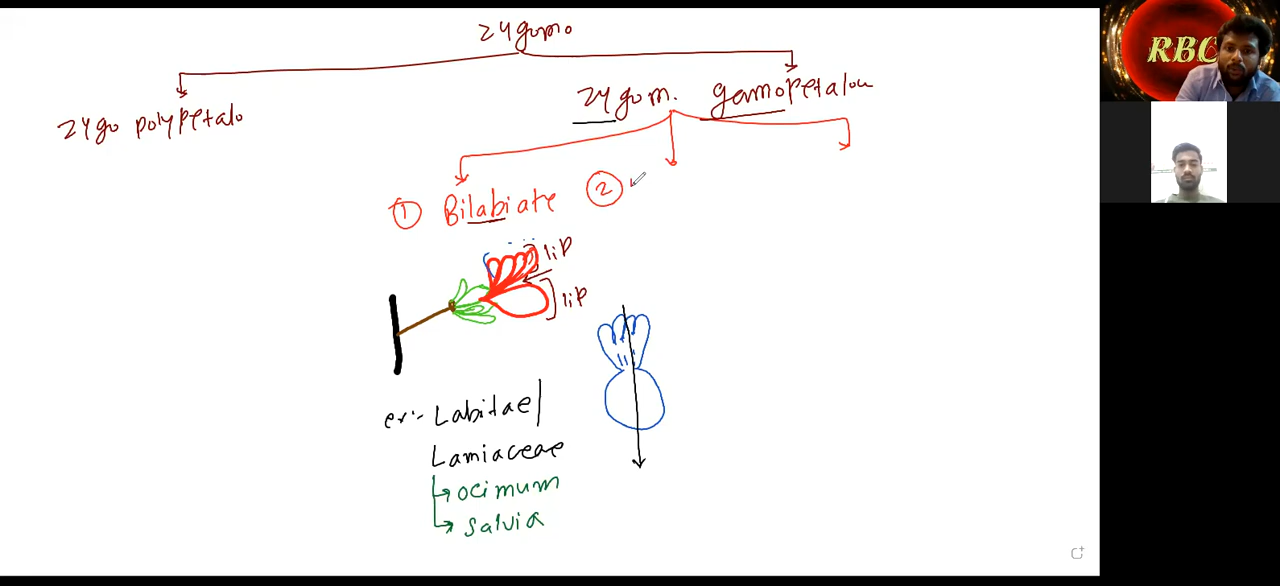 zygomo
RBC
zygom. gamopetalou
zygo polypetalo
① Bilabiate ②
lip
lip
ex:- Labitae/
Lamiaceae
→ ocimum
→ salvia